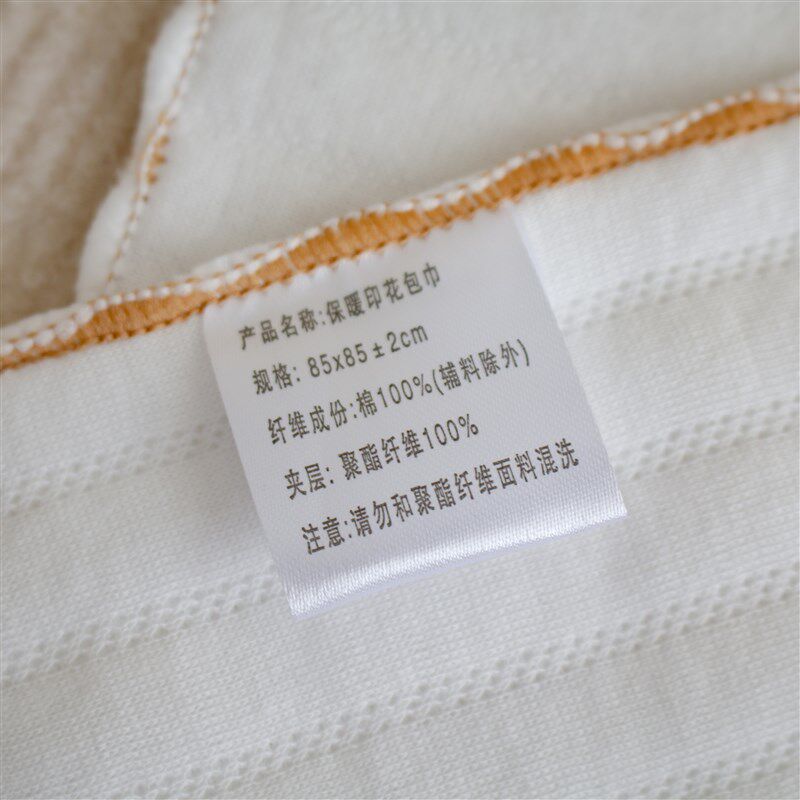 产品名称:保暖印花包巾
规格: 85x85±2cm
纤维成份:棉100%(辅料除外)
夹层: 聚酯纤维100%
注意:请勿和聚酯纤维面料混洗